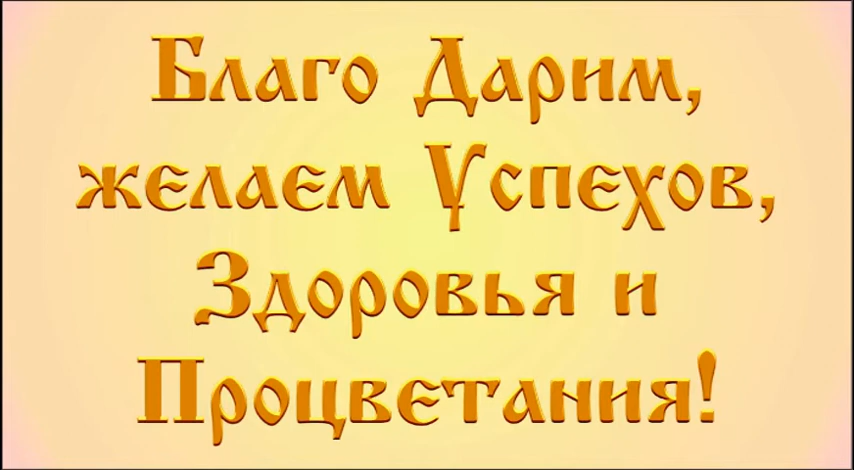 Благо Дарим,
желаем Успехов,
Здоровья и
Процветания!